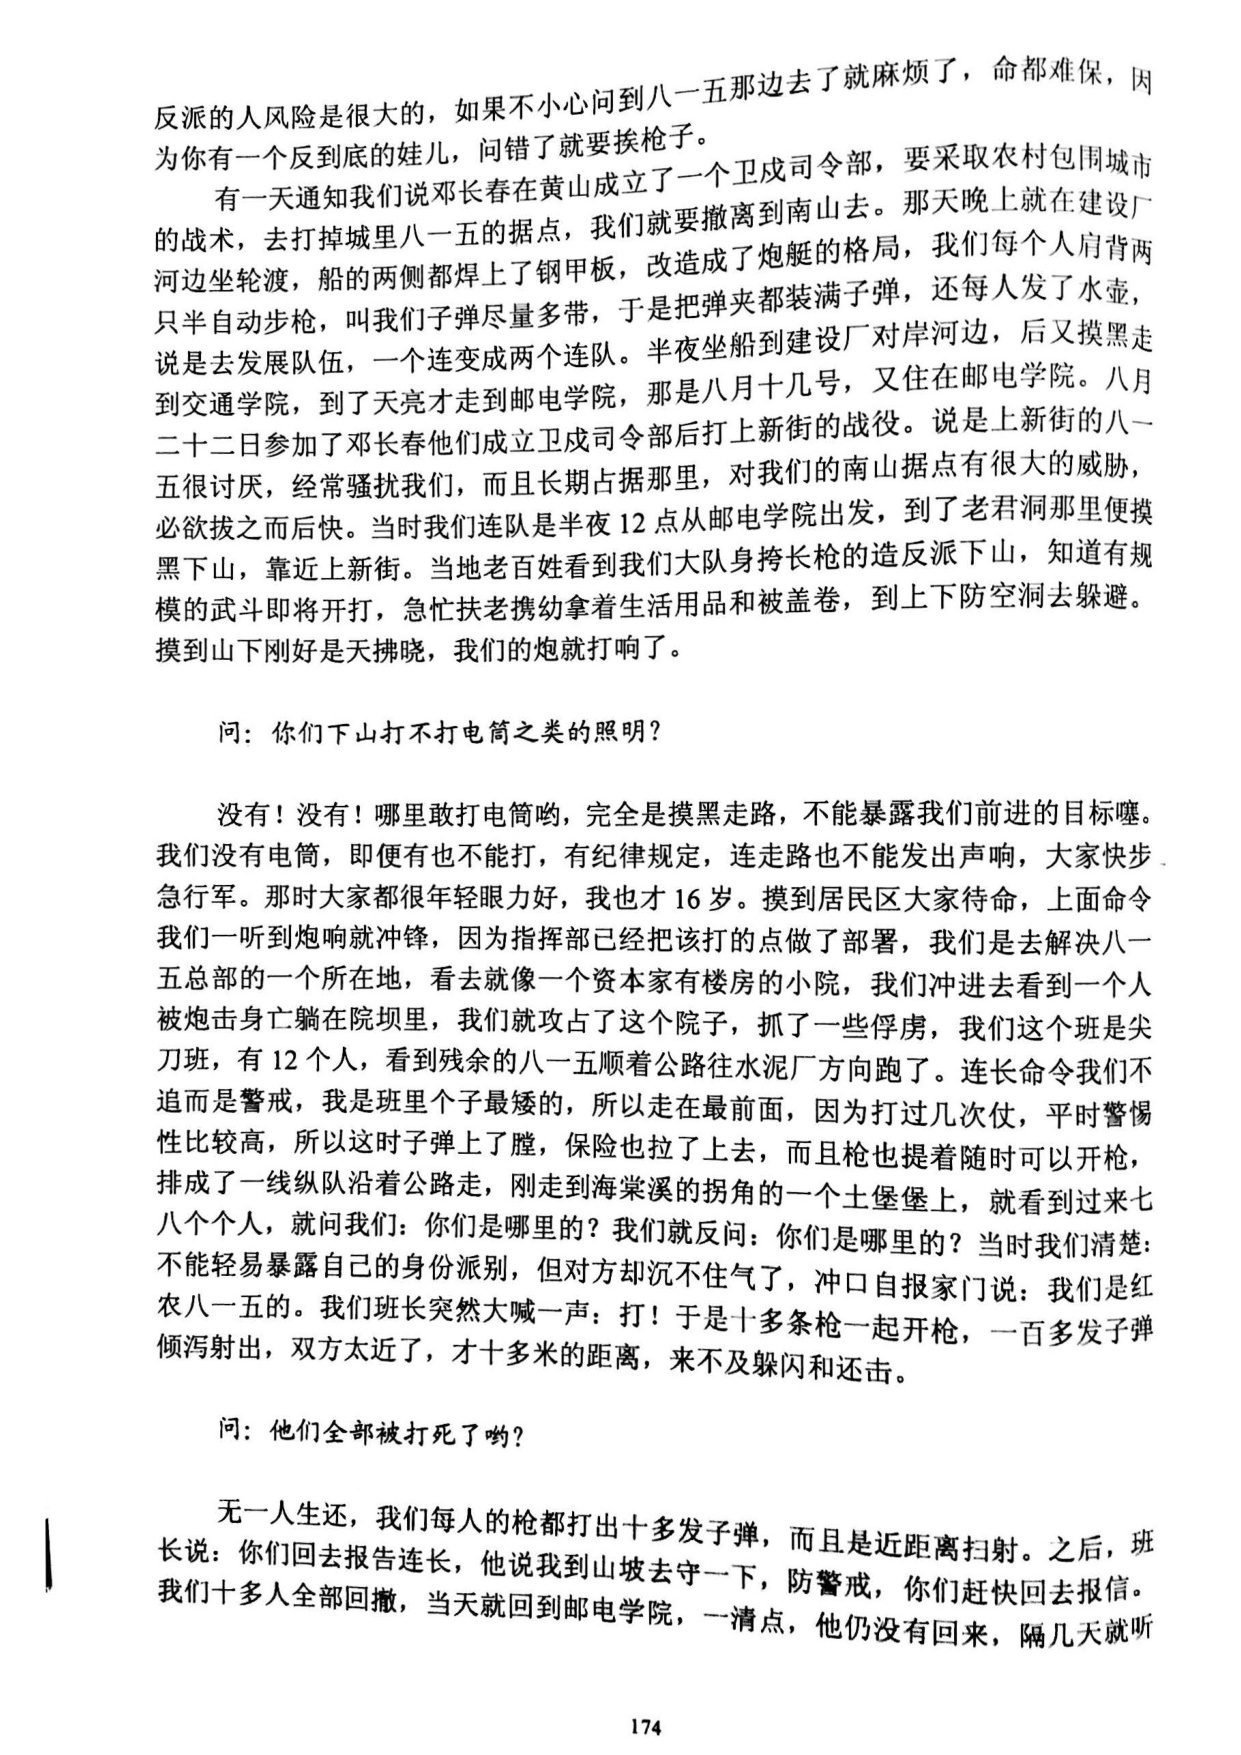 反派的人风险是很大的，如果不小心问到八一五那边去了就麻烦了，命都难保，因
为你有一个反到底的娃儿，问错了就要挨枪子。
有一天通知我们说邓长春在黄山成立了一个卫戍司令部，要采取农村包围城市
的战术，去打掉城里八一五的据点，我们就要撤离到南山去。那天晚上就在建设厂
河边坐轮渡，船的两侧都焊上了钢甲板，改造成了炮艇的格局，我们每个人肩背两
只半自动步枪，叫我们子弹尽量多带，于是把弹夹都装满子弹，还每人发了水壶，
说是去发展队伍，一个连变成两个连队。半夜坐船到建设厂对岸河边，后又摸黑走
到交通学院，到了天亮才走到邮电学院，那是八月十几号，又住在邮电学院。八月
二十二日参加了邓长春他们成立卫戍司令部后打上新街的战役。说是上新街的八一
五很讨厌，经常骚扰我们，而且长期占据那里，对我们的南山据点有很大的威胁，
必欲拔之而后快。当时我们连队是半夜 12 点从邮电学院出发，到了老君洞那里便摸
黑下山，靠近上新街。当地老百姓看到我们大队身挎长枪的造反派下山，知道有规
模的武斗即将开打，急忙扶老携幼拿着生活用品和被盖卷，到上下防空洞去躲避。
摸到山下刚好是天拂晓，我们的炮就打响了。
问：你们下山打不打电筒之类的照明？
没有！没有！哪里敢打电筒哟，完全是摸黑走路，不能暴露我们前进的目标噻。
我们没有电筒，即便有也不能打，有纪律规定，连走路也不能发出声响，大家快步
急行军。那时大家都很年轻眼力好，我也才 16 岁。摸到居民区大家待命，上面命令
我们一听到炮响就冲锋，因为指挥部已经把该打的点做了部署，我们是去解决八一
五总部的一个所在地，看去就像一个资本家有楼房的小院，我们冲进去看到一个人
被炮击身亡躺在院坝里，我们就攻占了这个院子，抓了一些俘虏，我们这个班是尖
刀班，有 12 个人，看到残余的八一五顺着公路往水泥厂方向跑了。连长命令我们不
追而是警戒，我是班里个子最矮的，所以走在最前面，因为打过几次仗，平时警惕
性比较高，所以这时子弹上了膛，保险也拉了上去，而且枪也提着随时可以开枪，
排成了一线纵队沿着公路走，刚走到海棠溪的拐角的一个土堡堡上，就看到过来七
八个个人，就问我们：你们是哪里的？我们就反问：你们是哪里的？当时我们清楚：
不能轻易暴露自己的身份派别，但对方却沉不住气了，冲口自报家门说：我们是红
农八一五的。我们班长突然大喊一声：打！于是十多条枪一起开枪，一百多发子弹
倾泻射出，双方太近了，才十多米的距离，来不及躲闪和还击。
问：他们全部被打死了哟？
无一人生还，我们每人的枪都打出十多发子弹，而且是近距离扫射。之后，班
长说：你们回去报告连长，他说我到山坡去守一下，防警戒，你们赶快回去报信。
我们十多人全部回撤，当天就回到邮电学院，一清点，他仍没有回来，隔几天就听
174